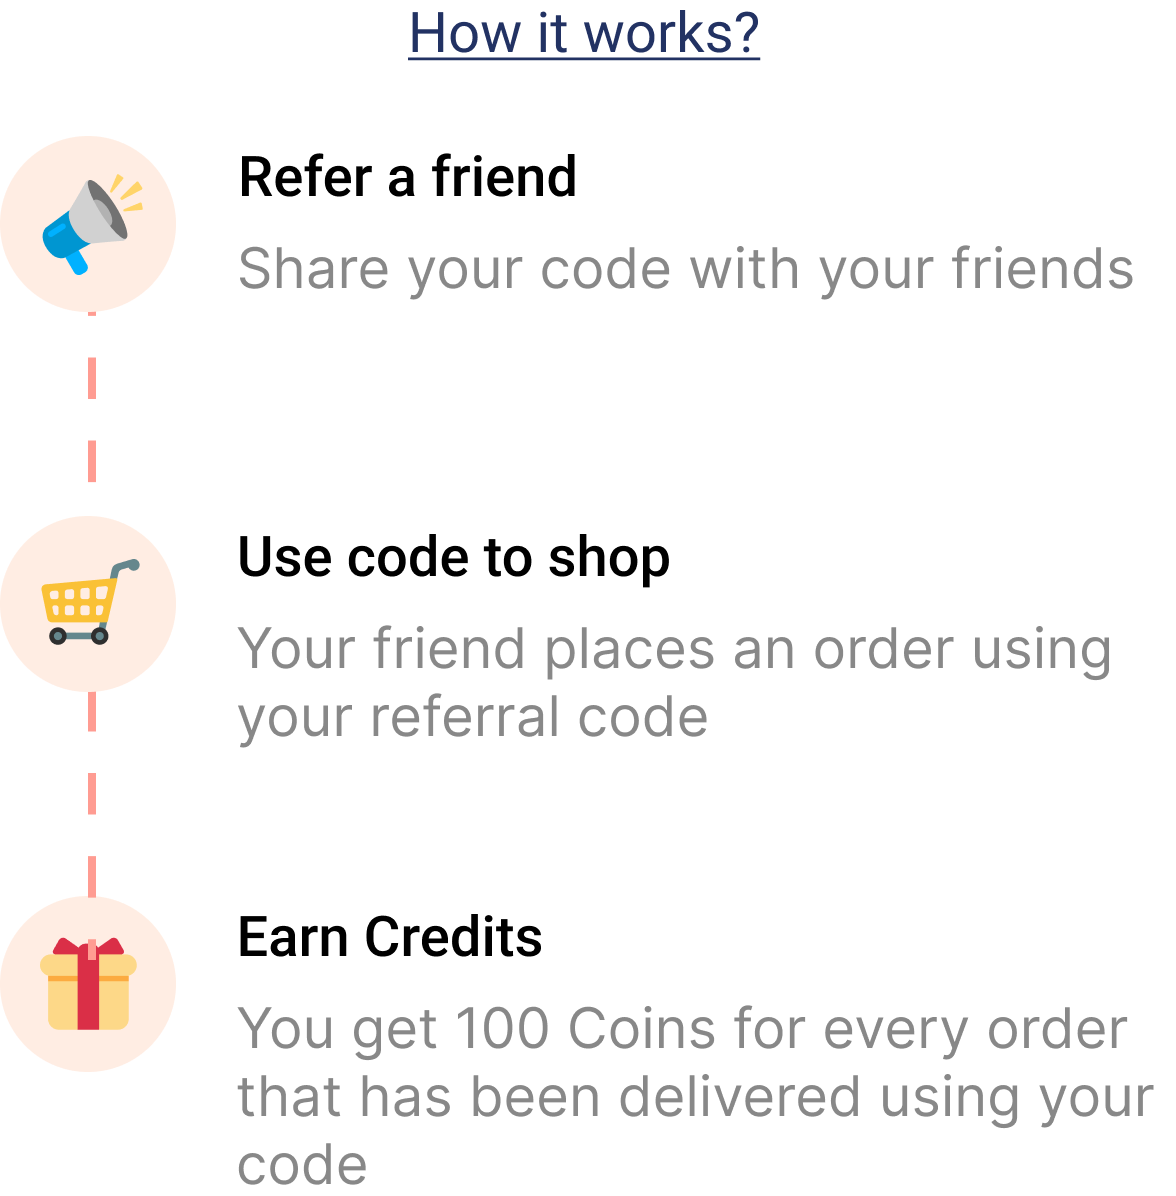 How it works?
Refer a friend
Share your code with your friends
Use code to shop
Your friend places an order using
your referral code
Earn Credits
You get 100 Coins for every order
that has been delivered using your
code